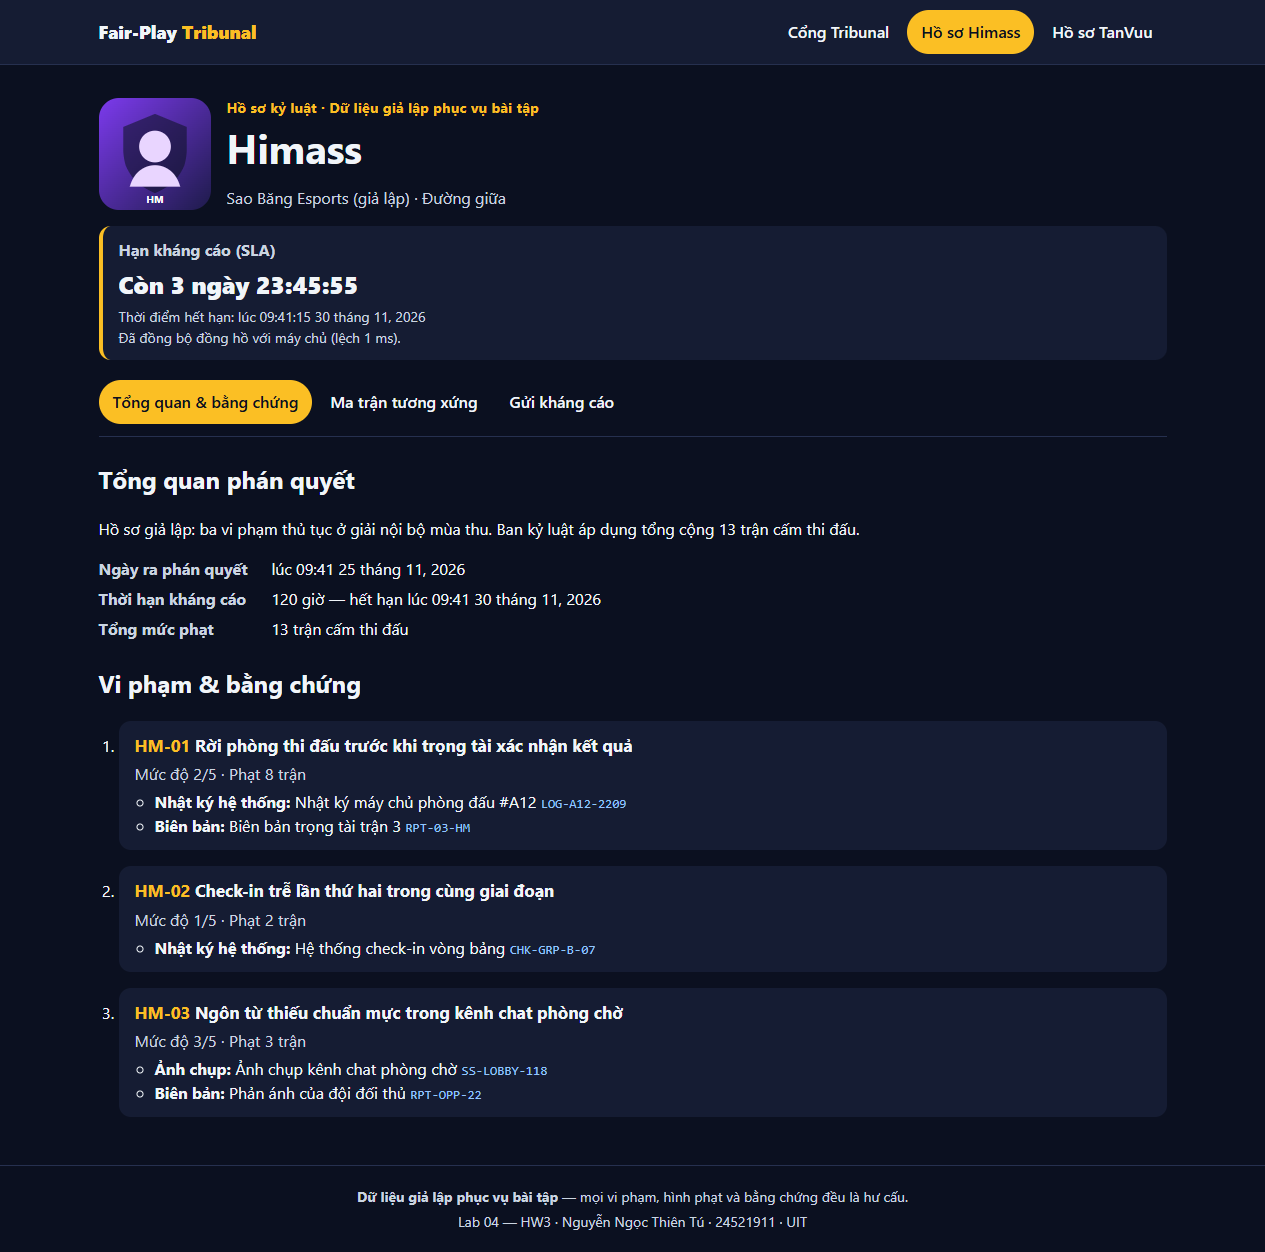 Fair-Play Tribunal
Cổng Tribunal
Hồ sơ Himass
Hồ sơ TanVuu
HM
Hồ sơ kỷ luật · Dữ liệu giả lập phục vụ bài tập
Himass
Sao Băng Esports (giả lập) · Đường giữa
Hạn kháng cáo (SLA)
Còn 3 ngày 23:45:55
Thời điểm hết hạn: lúc 09:41:15 30 tháng 11, 2026
Đã đồng bộ đồng hồ với máy chủ (lệch 1 ms).
Tổng quan & bằng chứng
Ma trận tương xứng
Gửi kháng cáo
Tổng quan phán quyết
Hồ sơ giả lập: ba vi phạm thủ tục ở giải nội bộ mùa thu. Ban kỷ luật áp dụng tổng cộng 13 trận cấm thi đấu.
Ngày ra phán quyết lúc 09:41 25 tháng 11, 2026
Thời hạn kháng cáo 120 giờ — hết hạn lúc 09:41 30 tháng 11, 2026
Tổng mức phạt 13 trận cấm thi đấu
Vi phạm & bằng chứng
1. HM-01 Rời phòng thi đấu trước khi trọng tài xác nhận kết quả
Mức độ 2/5 · Phạt 8 trận
Nhật ký hệ thống: Nhật ký máy chủ phòng đấu #A12 LOG-A12-2209
Biên bản: Biên bản trọng tài trận 3 RPT-03-HM
2. HM-02 Check-in trễ lần thứ hai trong cùng giai đoạn
Mức độ 1/5 · Phạt 2 trận
Nhật ký hệ thống: Hệ thống check-in vòng bảng CHK-GRP-B-07
3. HM-03 Ngôn từ thiếu chuẩn mực trong kênh chat phòng chờ
Mức độ 3/5 · Phạt 3 trận
Ảnh chụp: Ảnh chụp kênh chat phòng chờ SS-LOBBY-118
Biên bản: Phản ánh của đội đối thủ RPT-OPP-22
Dữ liệu giả lập phục vụ bài tập — mọi vi phạm, hình phạt và bằng chứng đều là hư cấu.
Lab 04 — HW3 · Nguyễn Ngọc Thiên Tú · 24521911 · UIT